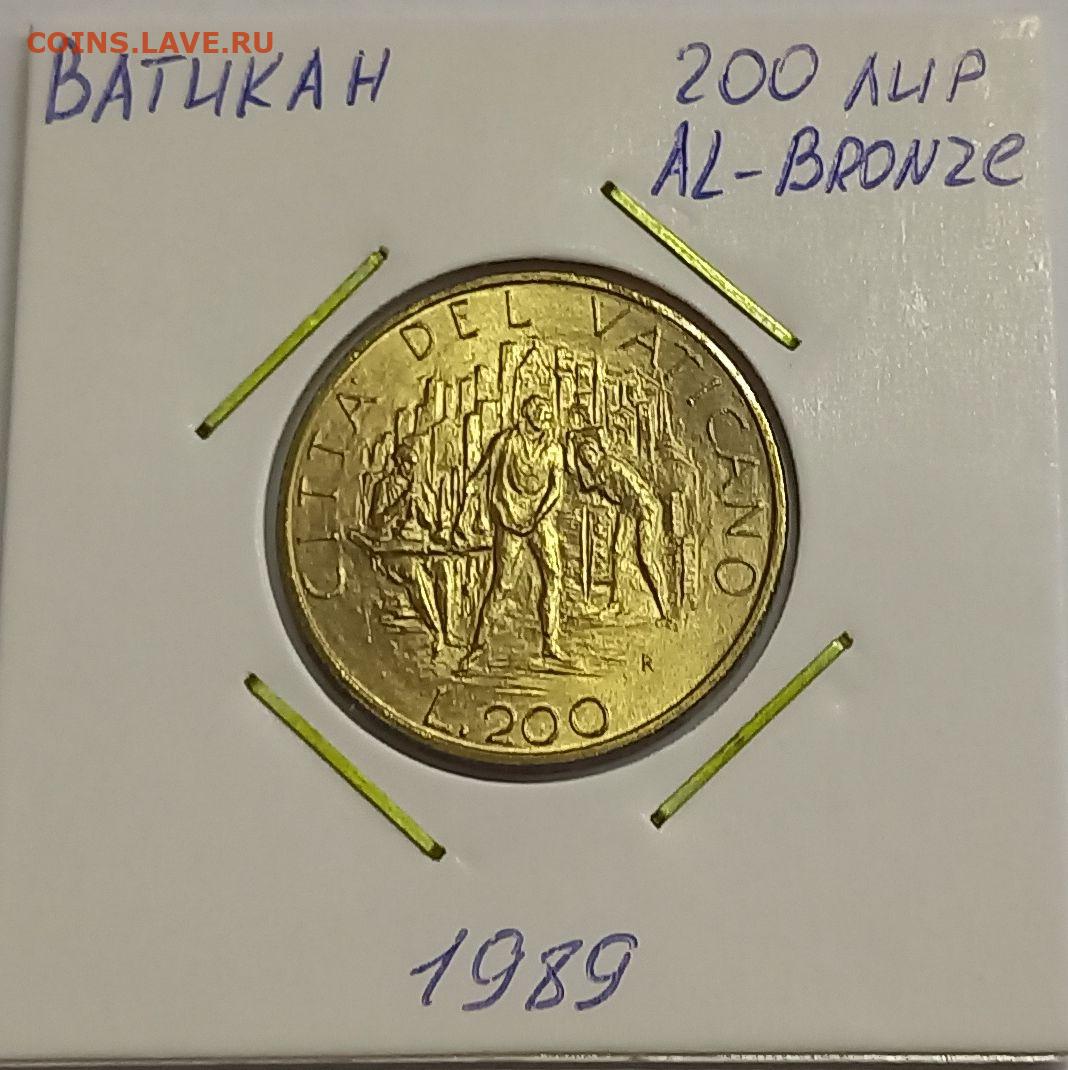 COINS.LAVE.RU
ВАТИКАН
200 ЛИР
AL-BRONZE
CITTA' DEL VATICANO
R
L. 200
1989